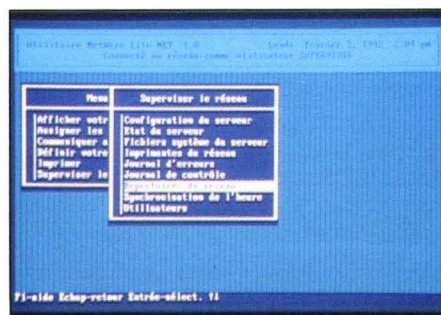 Utilitaire NetWare Lite NET 1.0 Lundi février 3, 1992 2:04 pm
Connecté au réseau comme utilisateur SUPERVISOR
Menu
Superviser le réseau
Afficher votr
Assigner les
Communiquer a
Définir votre
Imprimer
Superviser le
Configuration du serveur
Etat du serveur
Fichiers système du serveur
Imprimantes du réseau
Journal d'erreurs
Journal de contrôle
Répertoires de réseau
Synchronisation de l'heure
Utilisateurs
F1-aide Echap-retour Entrée-sélect. ↑↓